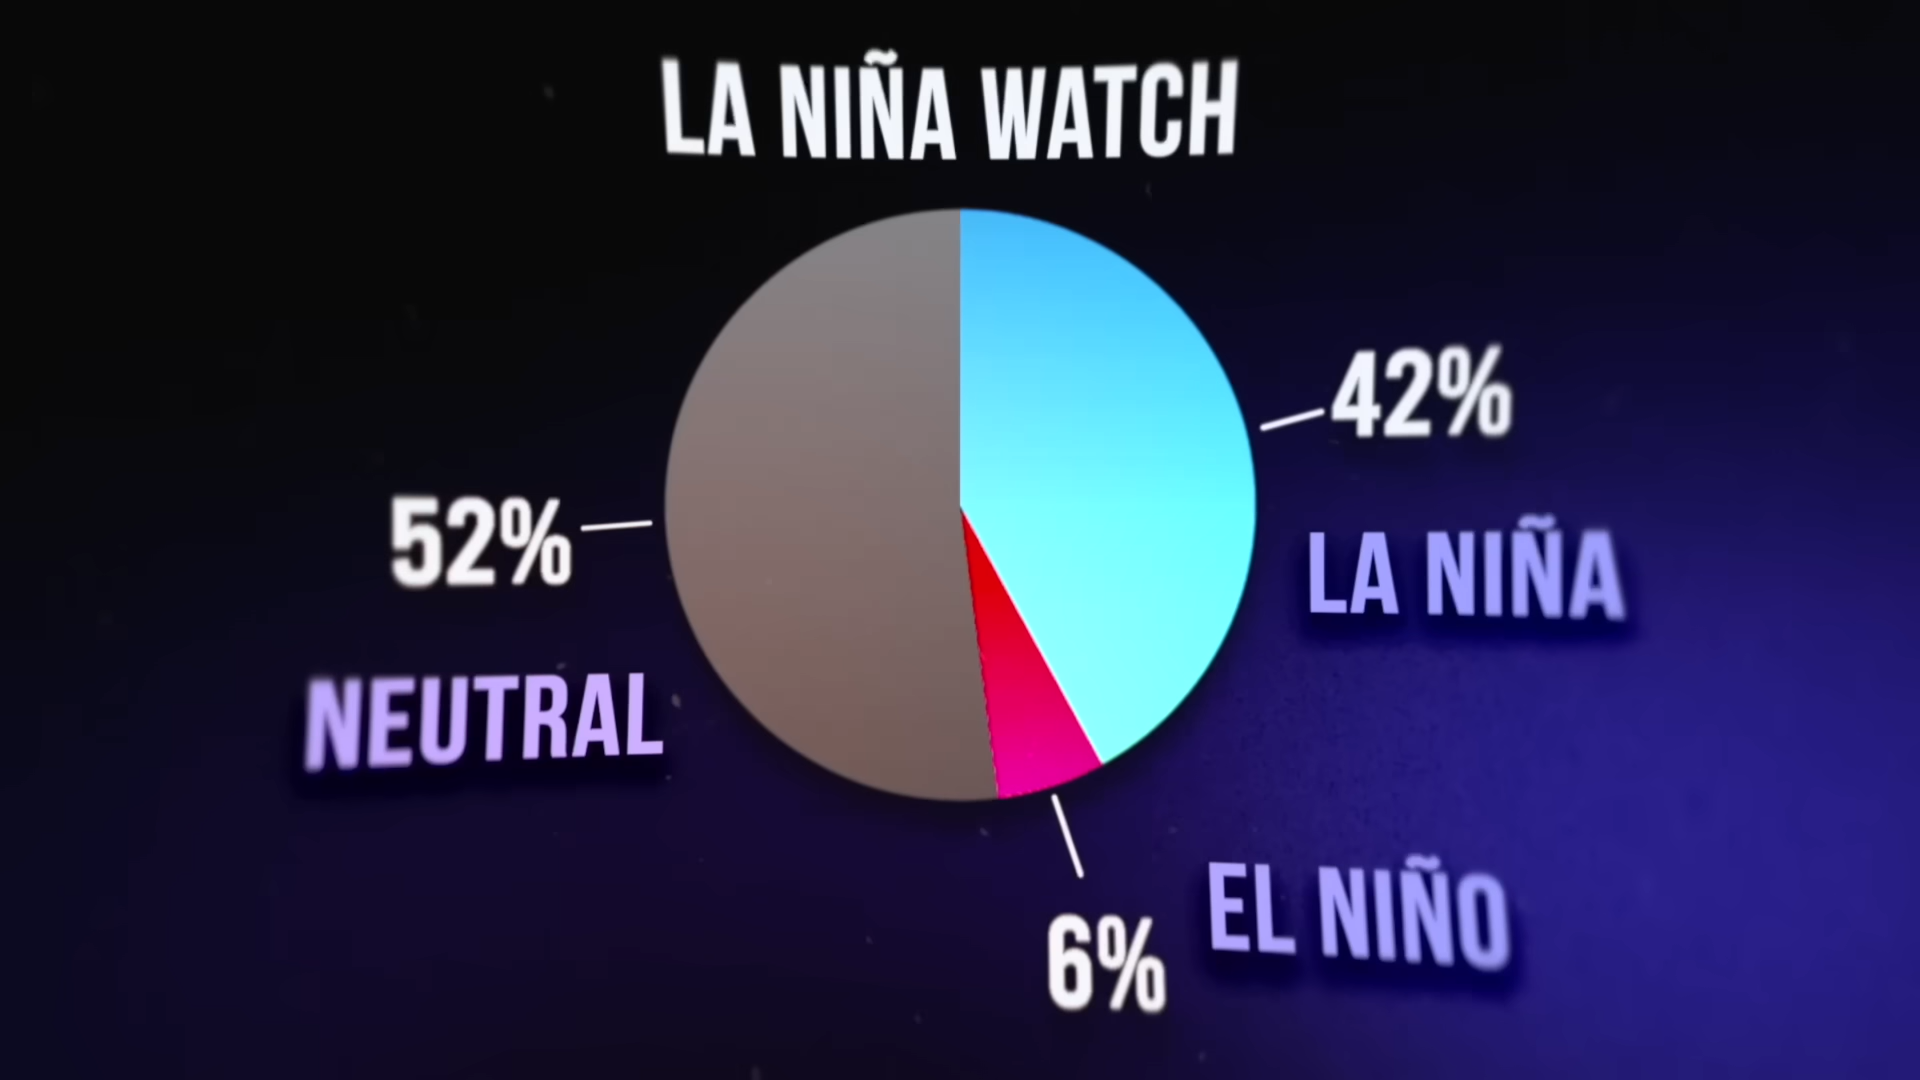 LA NIÑA WATCH
42%
LA NIÑA
52%
NEUTRAL
6%
EL NIÑO